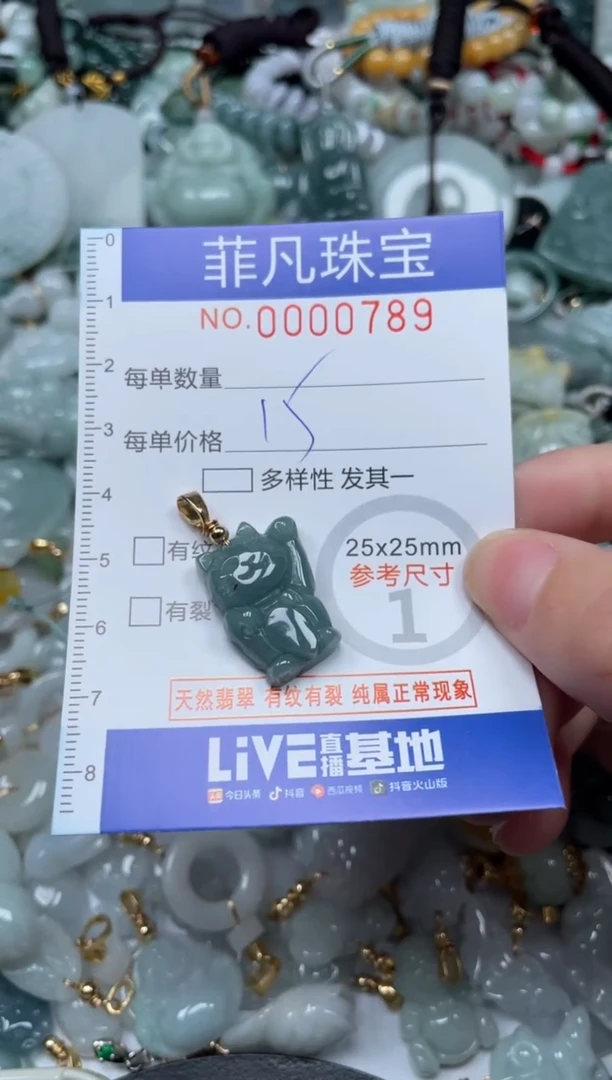 菲凡珠宝
NO.0000789
每单数量
每单价格 15
多样性 发其一
有纹
有裂
25x25mm
参考尺寸
1
天然翡翠 有纹有裂 纯属正常现象
LiVE直播基地
今日头条 抖音 西瓜视频 抖音火山版
0
1
2
3
4
5
6
7
8